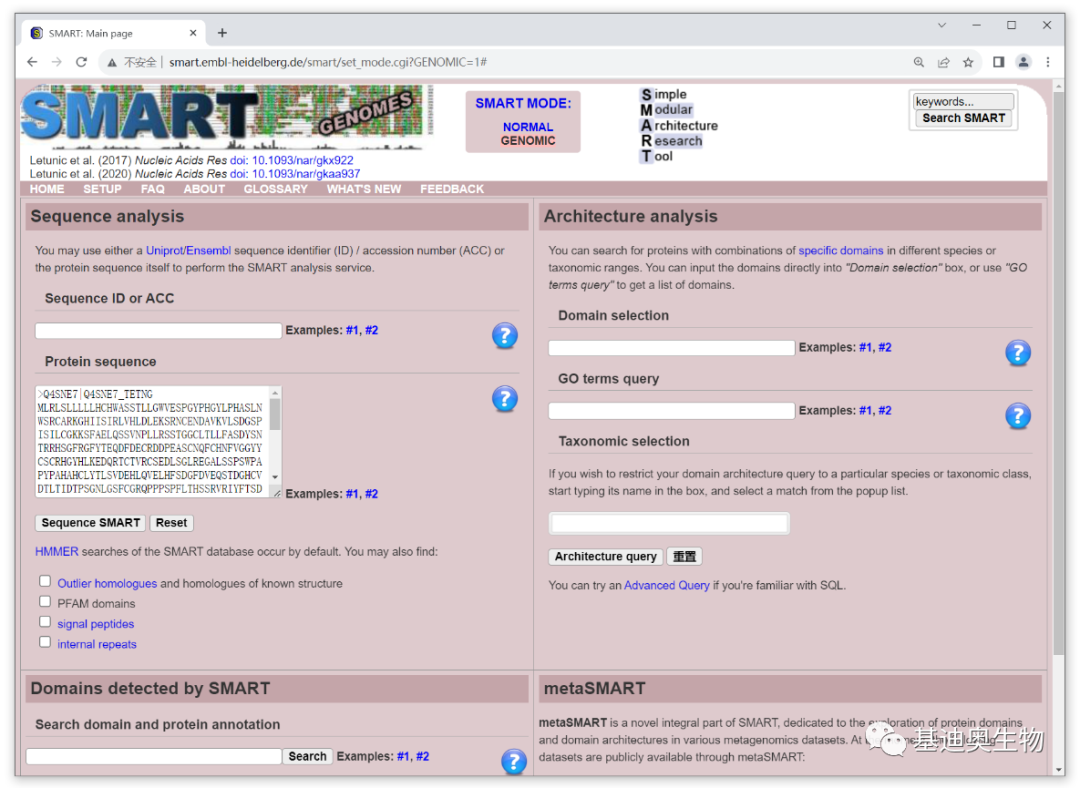 SMART: Main page
不安全 | smart.embl-heidelberg.de/smart/set_mode.cgi?GENOMIC=1#
SMART
GENOMES
SMART MODE:
NORMAL
GENOMIC
Simple
Modular
Architecture
Research
Tool
keywords...
Search SMART
Letunic et al. (2017) Nucleic Acids Res doi: 10.1093/nar/gkx922
Letunic et al. (2020) Nucleic Acids Res doi: 10.1093/nar/gkaa937
HOME SETUP FAQ ABOUT GLOSSARY WHAT'S NEW FEEDBACK
Sequence analysis
You may use either a Uniprot/Ensembl sequence identifier (ID) / accession number (ACC) or
the protein sequence itself to perform the SMART analysis service.
Sequence ID or ACC
Examples: #1, #2
Protein sequence
>Q4SNE7|Q4SNE7_TETNG
MLRLSLLLLLHCHWASSTLLGWVESPGYPHGYLPHASLN
WSRCARKGHIISIRLVHLDLEKSRNCENDAVKVLSDGSP
ISILCGKKSFAELQSSVNPLLRSSTGGCLTLLFASDYSN
TRRHSGFRGFYTEQDFDECRDDPEASCNQFCHNFVGGYY
CSCRHGYHLKEDQRTCTVRCSEDLSGLREGALSSPSWPA
PYPAHAHCLYTLSVDEHLQVELHFSDGFDVEQSTDGHCV
DTLTIDTPSGNLGSFCGRQPPPSPFLTHSSRVRIYFTSD
Examples: #1, #2
Sequence SMART Reset
HMMER searches of the SMART database occur by default. You may also find:
Outlier homologues and homologues of known structure
PFAM domains
signal peptides
internal repeats
Architecture analysis
You can search for proteins with combinations of specific domains in different species or
taxonomic ranges. You can input the domains directly into "Domain selection" box, or use "GO
terms query" to get a list of domains.
Domain selection
Examples: #1, #2
GO terms query
Examples: #1, #2
Taxonomic selection
If you wish to restrict your domain architecture query to a particular species or taxonomic class,
start typing its name in the box, and select a match from the popup list.
Architecture query 重置
You can try an Advanced Query if you're familiar with SQL.
Domains detected by SMART
Search domain and protein annotation
Search Examples: #1, #2
metaSMART
metaSMART is a novel integral part of SMART, dedicated to the exploration of protein domains
and domain architectures in various metagenomics datasets. At
datasets are publicly available through metaSMART:
基迪奥生物